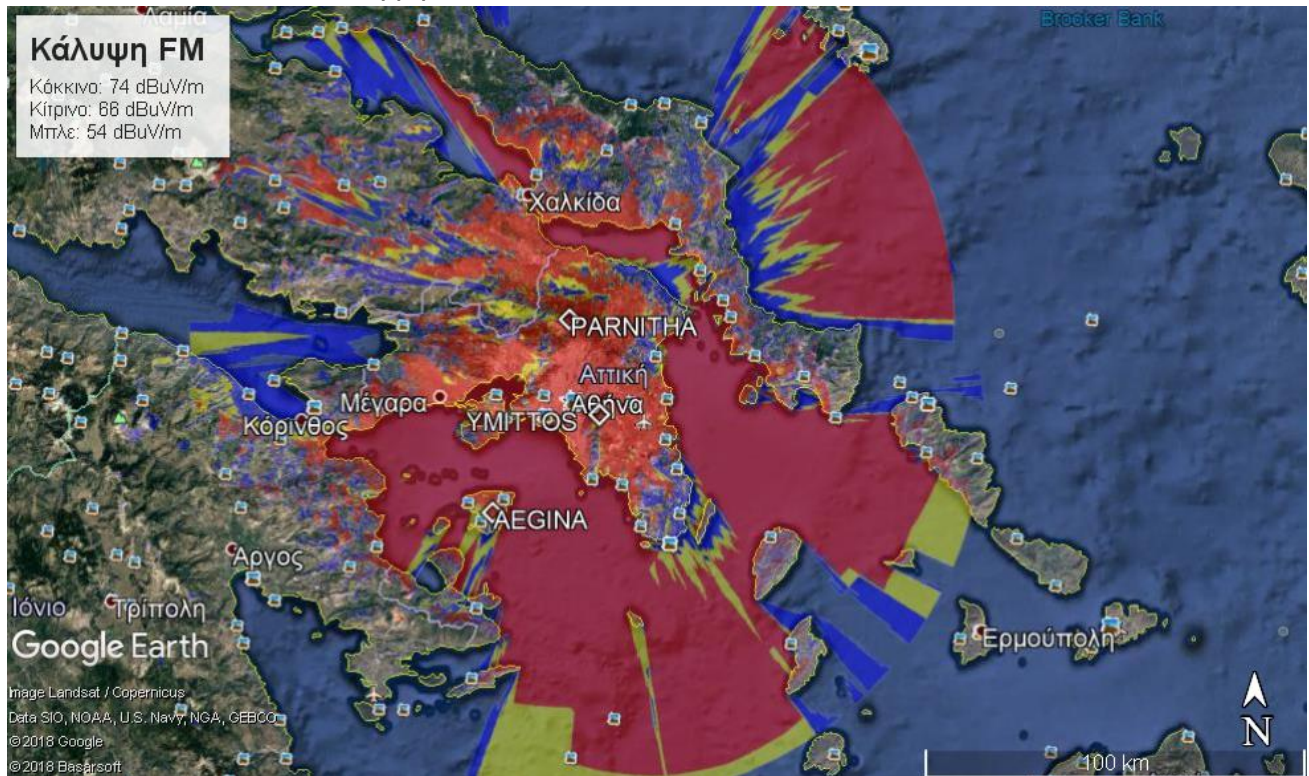 Λαμία
Brooker Bank
Κάλυψη FM
Κόκκινο: 74 dBuV/m
Κίτρινο: 66 dBuV/m
Μπλε: 54 dBuV/m
Χαλκίδα
PARNITHA
Αττική
Μέγαρα
Αθήνα
YMITTOS
Κόρινθος
AEGINA
Άργος
Ιόνιο
Τρίπολη
Ερμούπολη
Google Earth
Image Landsat / Copernicus
Data SIO, NOAA, U.S. Navy, NGA, GEBCO
© 2018 Google
© 2018 Basarsoft
N
100 km